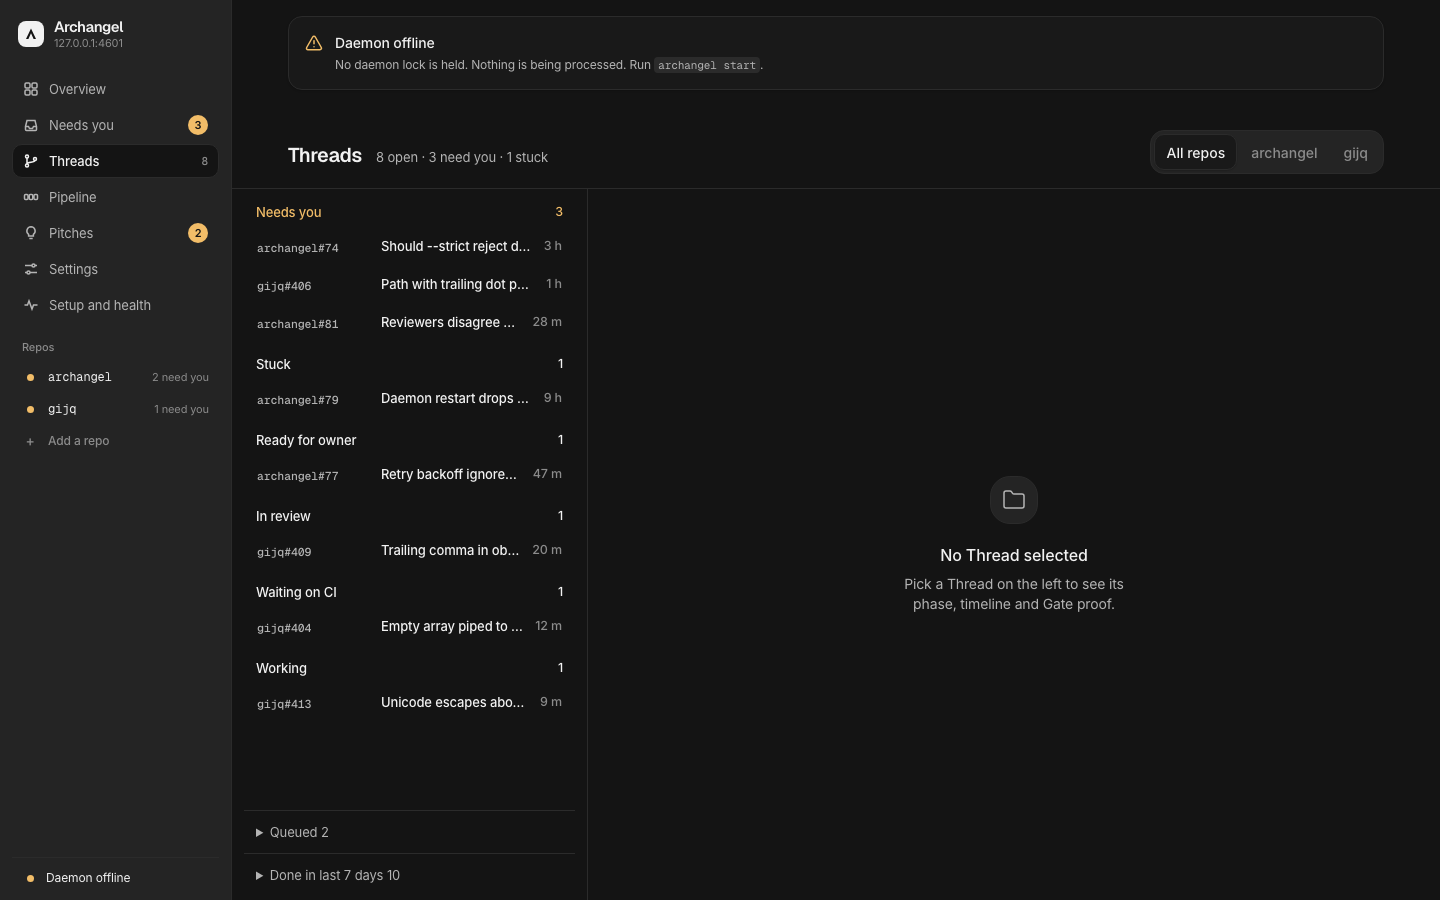 Archangel
127.0.0.1:4601
Overview
Needs you 3
Threads 8
Pipeline
Pitches 2
Settings
Setup and health
Repos
archangel 2 need you
gijq 1 need you
+ Add a repo
Daemon offline
Daemon offline
No daemon lock is held. Nothing is being processed. Run archangel start.
Threads 8 open · 3 need you · 1 stuck
All repos archangel gijq
Needs you 3
archangel#74 Should --strict reject d... 3 h
gijq#406 Path with trailing dot p... 1 h
archangel#81 Reviewers disagree ... 28 m
Stuck 1
archangel#79 Daemon restart drops ... 9 h
Ready for owner 1
archangel#77 Retry backoff ignore... 47 m
In review 1
gijq#409 Trailing comma in ob... 20 m
Waiting on CI 1
gijq#404 Empty array piped to ... 12 m
Working 1
gijq#413 Unicode escapes abo... 9 m
Queued 2
Done in last 7 days 10
No Thread selected
Pick a Thread on the left to see its
phase, timeline and Gate proof.